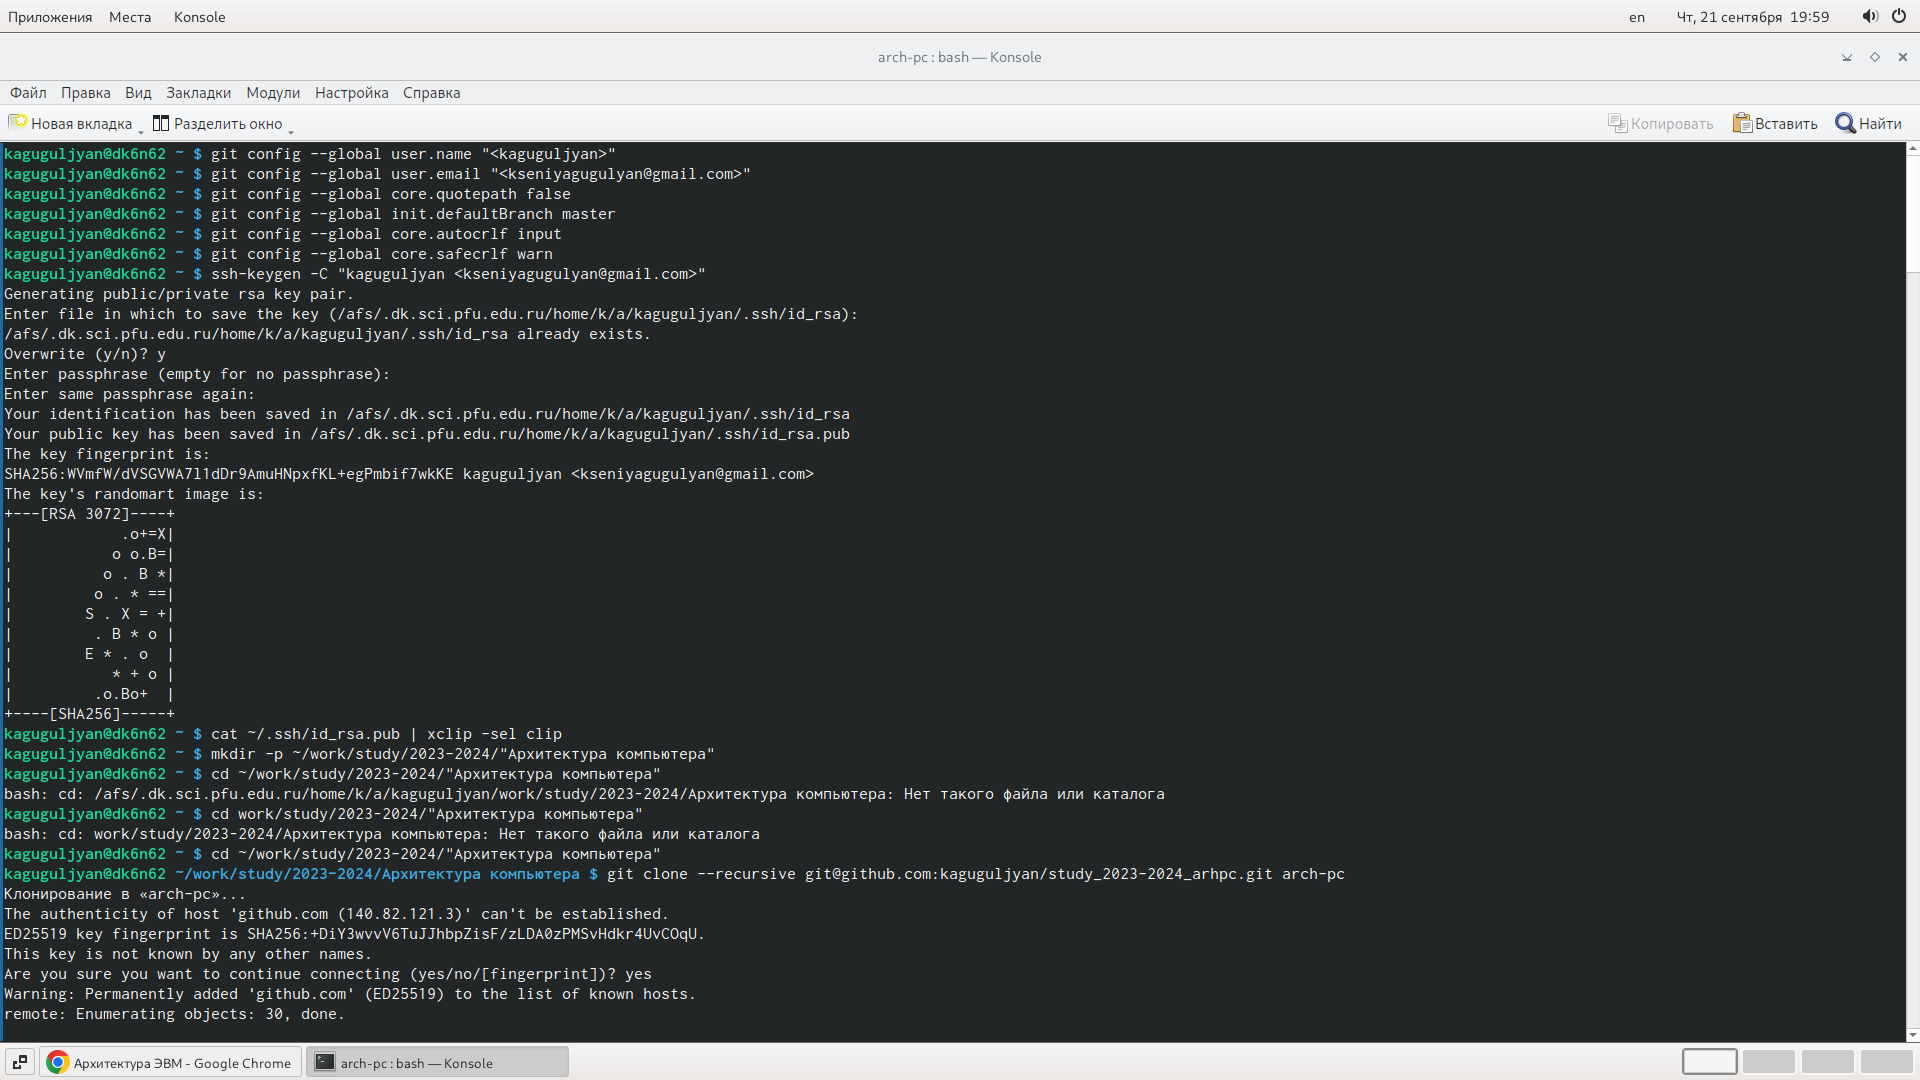 Приложения Места Konsole en Чт, 21 сентября 19:59
arch-pc : bash — Konsole
Файл Правка Вид Закладки Модули Настройка Справка
Новая вкладка Разделить окно Копировать Вставить Найти
kaguguljyan@dk6n62 ~ $ git config --global user.name "<kaguguljyan>"
kaguguljyan@dk6n62 ~ $ git config --global user.email "<kseniyagugulyan@gmail.com>"
kaguguljyan@dk6n62 ~ $ git config --global core.quotepath false
kaguguljyan@dk6n62 ~ $ git config --global init.defaultBranch master
kaguguljyan@dk6n62 ~ $ git config --global core.autocrlf input
kaguguljyan@dk6n62 ~ $ git config --global core.safecrlf warn
kaguguljyan@dk6n62 ~ $ ssh-keygen -C "kaguguljyan <kseniyagugulyan@gmail.com>"
Generating public/private rsa key pair.
Enter file in which to save the key (/afs/.dk.sci.pfu.edu.ru/home/k/a/kaguguljyan/.ssh/id_rsa):
/afs/.dk.sci.pfu.edu.ru/home/k/a/kaguguljyan/.ssh/id_rsa already exists.
Overwrite (y/n)? y
Enter passphrase (empty for no passphrase):
Enter same passphrase again:
Your identification has been saved in /afs/.dk.sci.pfu.edu.ru/home/k/a/kaguguljyan/.ssh/id_rsa
Your public key has been saved in /afs/.dk.sci.pfu.edu.ru/home/k/a/kaguguljyan/.ssh/id_rsa.pub
The key fingerprint is:
SHA256:WVmfW/dVSGVWA7l1dDr9AmuHNpxfKL+egPmbif7wkKE kaguguljyan <kseniyagugulyan@gmail.com>
The key's randomart image is:
+---[RSA 3072]----+
|            .o+=X|
|           o o.B=|
|          o . B *|
|         o . * ==|
|        S . X = +|
|         . B * o |
|        E * . o  |
|           * + o |
|         .o.Bo+  |
+----[SHA256]-----+
kaguguljyan@dk6n62 ~ $ cat ~/.ssh/id_rsa.pub | xclip -sel clip
kaguguljyan@dk6n62 ~ $ mkdir -p ~/work/study/2023-2024/"Архитектура компьютера"
kaguguljyan@dk6n62 ~ $ cd ~/work/study/2023-2024/"Архитектура компьютера"
bash: cd: /afs/.dk.sci.pfu.edu.ru/home/k/a/kaguguljyan/work/study/2023-2024/Архитектура компьютера: Нет такого файла или каталога
kaguguljyan@dk6n62 ~ $ cd work/study/2023-2024/"Архитектура компьютера"
bash: cd: work/study/2023-2024/Архитектура компьютера: Нет такого файла или каталога
kaguguljyan@dk6n62 ~ $ cd ~/work/study/2023-2024/"Архитектура компьютера"
kaguguljyan@dk6n62 ~/work/study/2023-2024/Архитектура компьютера $ git clone --recursive git@github.com:kaguguljyan/study_2023-2024_arhpc.git arch-pc
Клонирование в «arch-pc»...
The authenticity of host 'github.com (140.82.121.3)' can't be established.
ED25519 key fingerprint is SHA256:+DiY3wvvV6TuJJhbpZisF/zLDA0zPMSvHdkr4UvCOqU.
This key is not known by any other names.
Are you sure you want to continue connecting (yes/no/[fingerprint])? yes
Warning: Permanently added 'github.com' (ED25519) to the list of known hosts.
remote: Enumerating objects: 30, done.
Архитектура ЭВМ - Google Chrome arch-pc : bash — Konsole